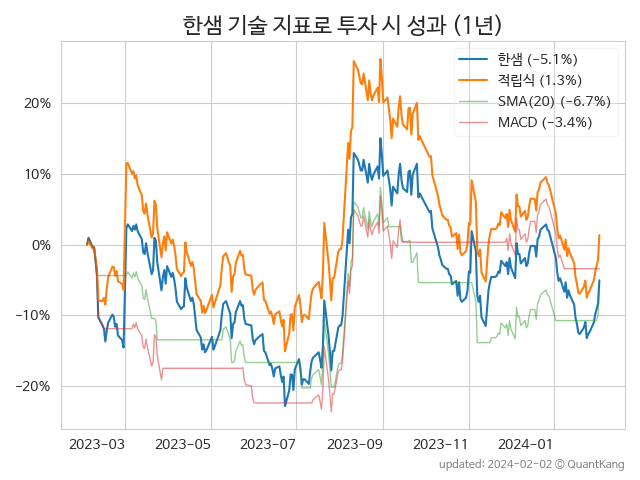 한샘 기술 지표로 투자 시 성과 (1년)
한샘 (−5.1%)
적립식 (1.3%)
SMA(20) (−6.7%)
MACD (−3.4%)
20%
10%
0%
−10%
−20%
2023-03 2023-05 2023-07 2023-09 2023-11 2024-01
updated: 2024-02-02 © QuantKang